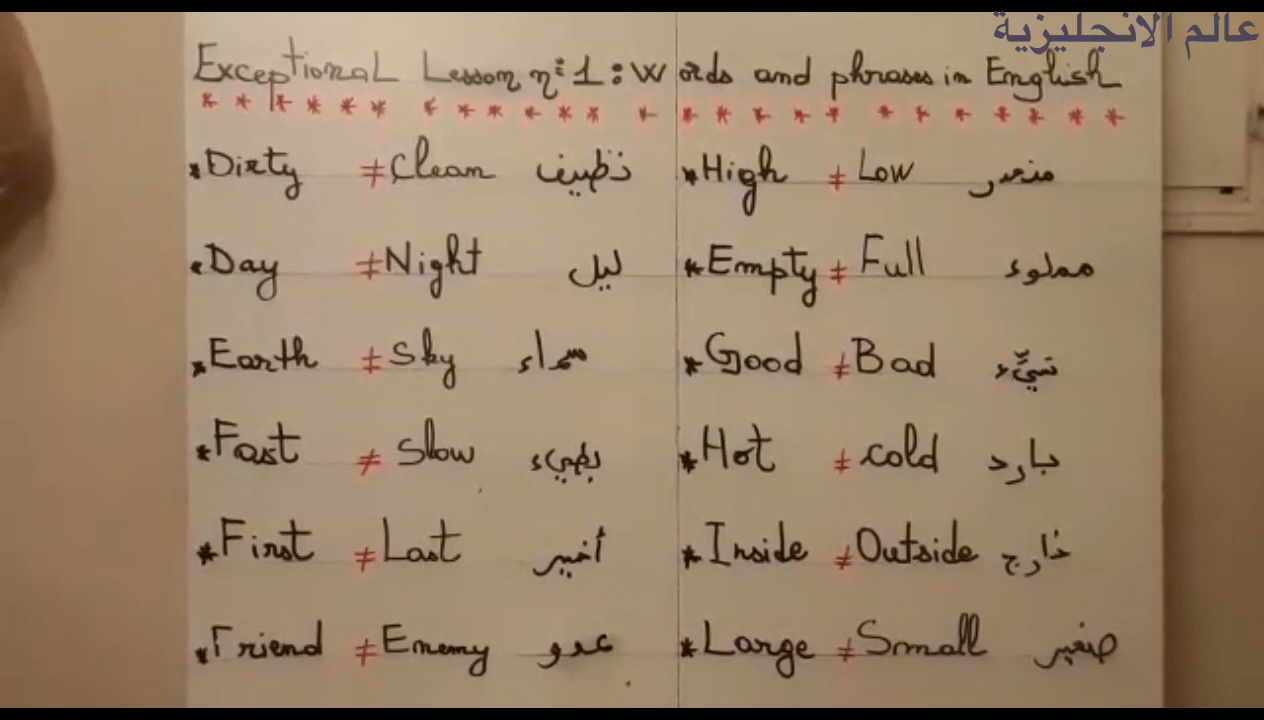 عالم الانجليزية
Exceptional Lesson n°1: Words and phrases in English
* * * * * * * * * * * * * * * * * * * * * * * * * *
*Dirty ≠ Clean نظيف
•Day ≠ Night ليل
*Earth ≠ Sky سماء
*Fast ≠ Slow بطيء
*First ≠ Last أخير
*Friend ≠ Enemy عدو
*High ≠ Low منحدر
*Empty ≠ Full مملوء
*Good ≠ Bad سيّء
*Hot ≠ cold بارد
*Inside ≠ Outside خارج
*Large ≠ Small صغير